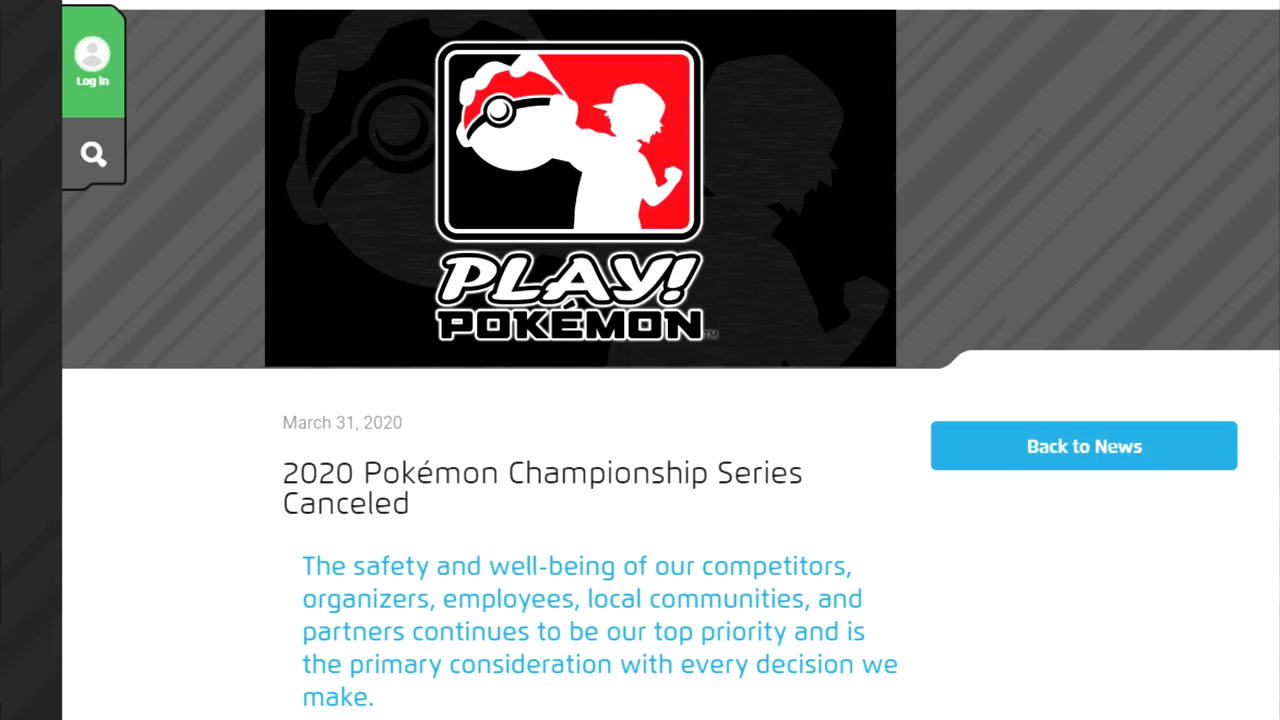 Log in
PLAY!
POKÉMON
TM
March 31, 2020
Back to News
2020 Pokémon Championship Series
Canceled
The safety and well-being of our competitors,
organizers, employees, local communities, and
partners continues to be our top priority and is
the primary consideration with every decision we
make.